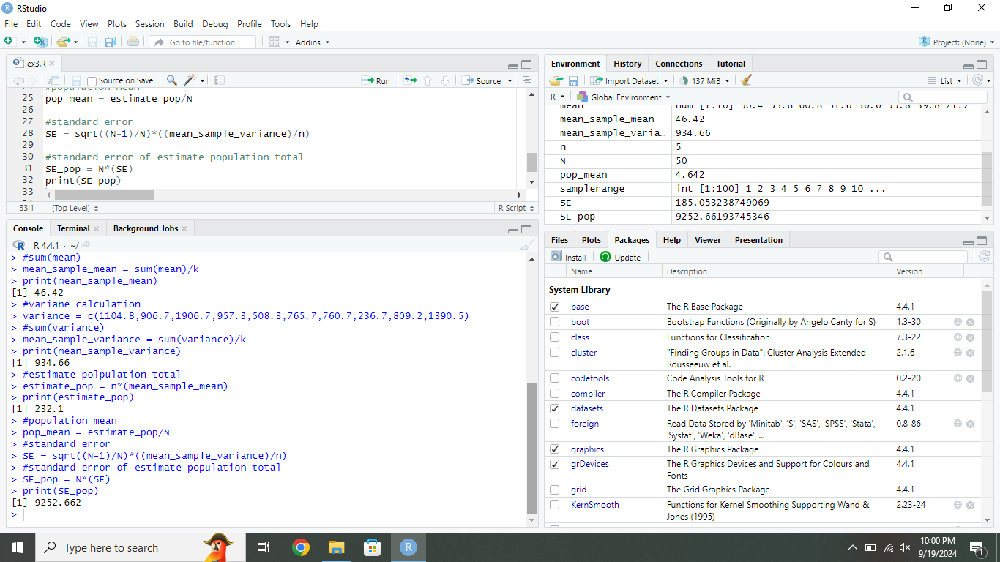 RStudio
File Edit Code View Plots Session Build Debug Profile Tools Help
Go to file/function Addins Project: (None)
ex3.R
Source on Save Run Source
24 #population mean
25 pop_mean = estimate_pop/N
26
27 #standard error
28 SE = sqrt((N-1)/N)*((mean_sample_variance)/n)
29
30 #standard error of estimate population total
31 SE_pop = N*(SE)
32 print(SE_pop)
33
33:1 (Top Level) R Script
Console Terminal Background Jobs
R 4.4.1 · ~/
> #sum(mean)
> mean_sample_mean = sum(mean)/k
> print(mean_sample_mean)
[1] 46.42
> #variane calculation
> variance = c(1104.8,906.7,1906.7,957.3,508.3,765.7,760.7,236.7,809.2,1390.5)
> #sum(variance)
> mean_sample_variance = sum(variance)/k
> print(mean_sample_variance)
[1] 934.66
> #estimate polpulation total
> estimate_pop = n*(mean_sample_mean)
> print(estimate_pop)
[1] 232.1
> #population mean
> pop_mean = estimate_pop/N
> #standard error
> SE = sqrt((N-1)/N)*((mean_sample_variance)/n)
> #standard error of estimate population total
> SE_pop = N*(SE)
> print(SE_pop)
[1] 9252.662
>
Environment History Connections Tutorial
Import Dataset 137 MiB List
R Global Environment
mean num [1:10]
mean_sample_mean 46.42
mean_sample_varia… 934.66
n 5
N 50
pop_mean 4.642
samplerange int [1:100] 1 2 3 4 5 6 7 8 9 10 ...
SE 185.053238749069
SE_pop 9252.66193745346
Files Plots Packages Help Viewer Presentation
Install Update
Name Description Version
System Library
base The R Base Package 4.4.1
boot Bootstrap Functions (Originally by Angelo Canty for S) 1.3-30
class Functions for Classification 7.3-22
cluster "Finding Groups in Data": Cluster Analysis Extended 2.1.6
Rousseeuw et al.
codetools Code Analysis Tools for R 0.2-20
compiler The R Compiler Package 4.4.1
datasets The R Datasets Package 4.4.1
foreign Read Data Stored by 'Minitab', 'S', 'SAS', 'SPSS', 'Stata', 0.8-86
'Systat', 'Weka', 'dBase', ...
graphics The R Graphics Package 4.4.1
grDevices The R Graphics Devices and Support for Colours and 4.4.1
Fonts
grid The Grid Graphics Package 4.4.1
KernSmooth Functions for Kernel Smoothing Supporting Wand & 2.23-24
Jones (1995)
Type here to search
10:00 PM
9/19/2024
1